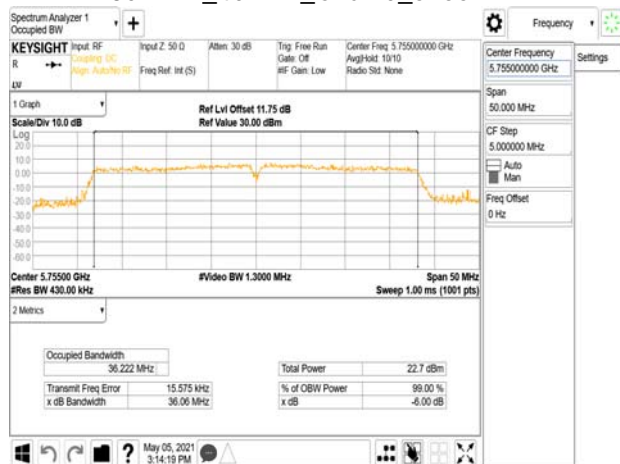 Spectrum Analyzer 1
Occupied BW
Frequency
KEYSIGHT
R
Input: RF
Coupling: DC
Align: Auto/No RF
Input Z: 50 Ω
Freq Ref: Int (S)
Atten: 30 dB
Trig: Free Run
Gate: Off
#IF Gain: Low
Center Freq: 5.755000000 GHz
Avg|Hold: 10/10
Radio Std: None
1 Graph
Scale/Div 10.0 dB
Ref Lvl Offset 11.75 dB
Ref Value 30.00 dBm
Log
20.0
10.0
0.00
-10.0
-20.0
-30.0
-40.0
-50.0
-60.0
Center 5.75500 GHz
#Res BW 430.00 kHz
#Video BW 1.3000 MHz
Span 50 MHz
Sweep 1.00 ms (1001 pts)
2 Metrics
Occupied Bandwidth
36.222 MHz
Transmit Freq Error 15.575 kHz
x dB Bandwidth 36.06 MHz
Total Power 22.7 dBm
% of OBW Power 99.00 %
x dB -6.00 dB
Center Frequency
5.755000000 GHz
Settings
Span
50.000 MHz
CF Step
5.000000 MHz
Auto
Man
Freq Offset
0 Hz
May 05, 2021
3:14:19 PM